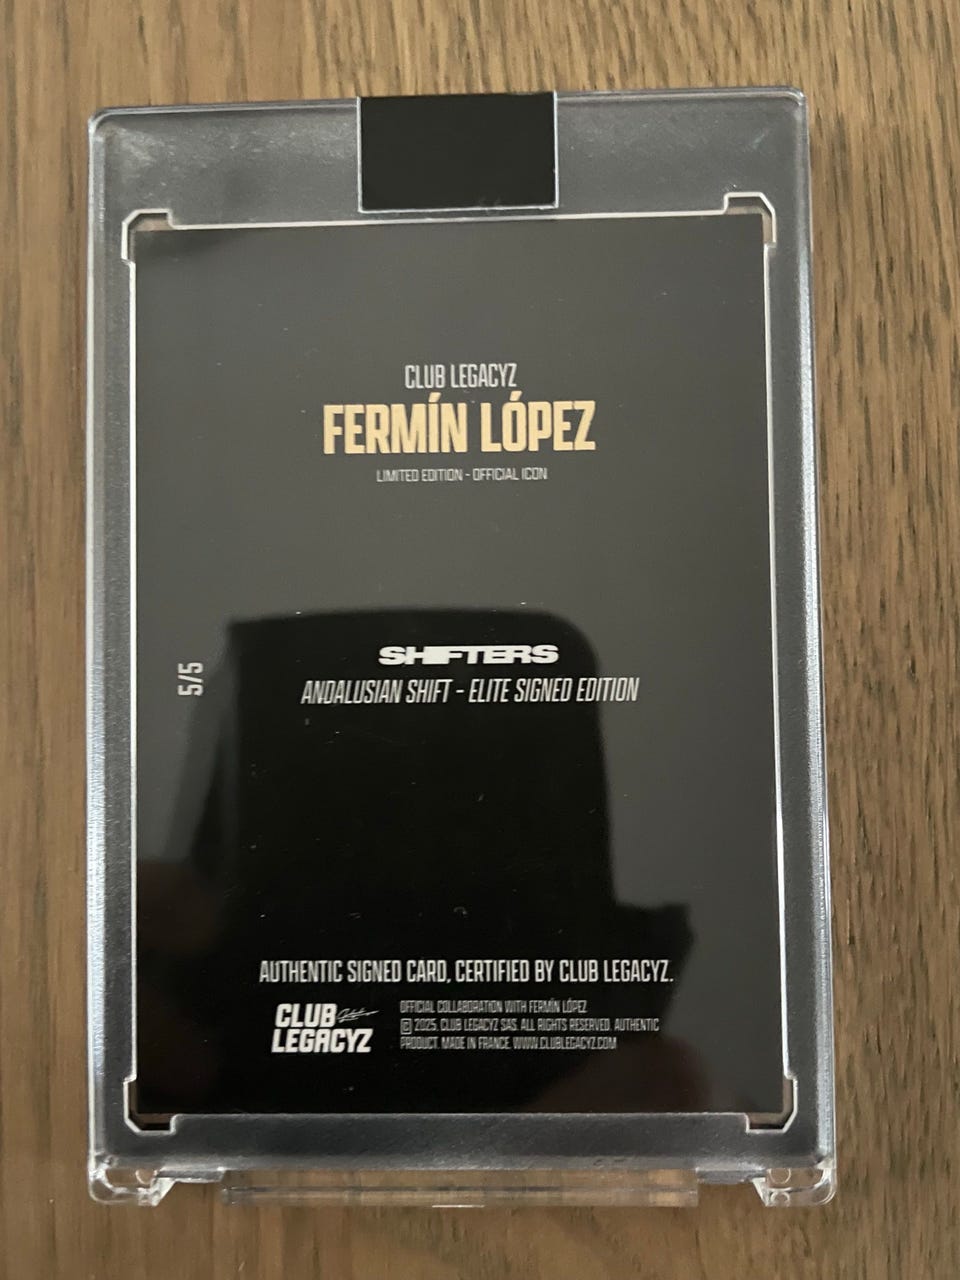 CLUB LEGACYZ
FERMÍN LÓPEZ
LIMITED EDITION - OFFICIAL ICON
5/5
SHIFTERS
ANDALUSIAN SHIFT - ELITE SIGNED EDITION
AUTHENTIC SIGNED CARD, CERTIFIED BY CLUB LEGACYZ.
CLUB
LEGACYZ
OFFICIAL COLLABORATION WITH FERMÍN LÓPEZ
© 2025, CLUB LEGACYZ SAS. ALL RIGHTS RESERVED. AUTHENTIC
PRODUCT. MADE IN FRANCE. WWW.CLUBLEGACYZ.COM